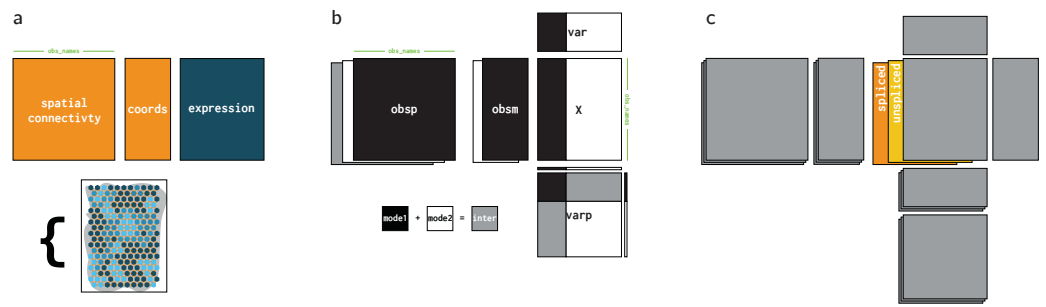 a
obs_names
spatial
connectivty
coords
expression
{
b
obs_names
var
obsp
obsm
X
obs_names
mode1 + mode2 = inter
varp
c
spliced
unspliced